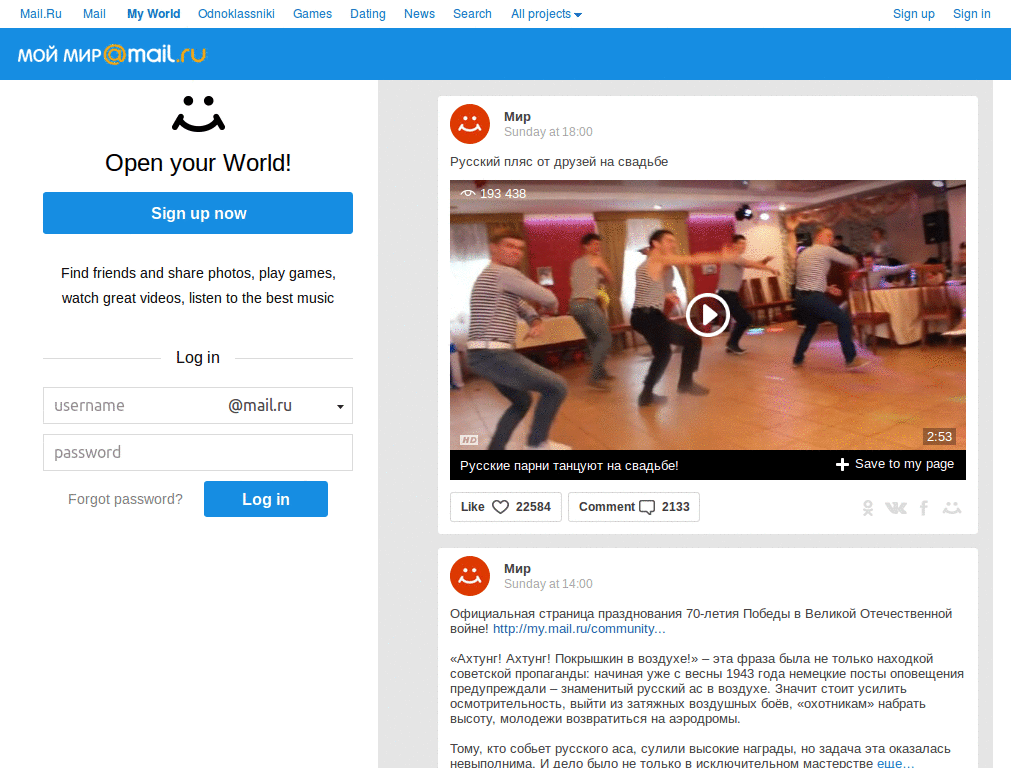 Mail.Ru Mail My World Odnoklassniki Games Dating News Search All projects Sign up Sign in
МОЙ МИР@mail.ru
Open your World!
Sign up now
Find friends and share photos, play games,
watch great videos, listen to the best music
Log in
username @mail.ru
password
Forgot password? Log in
Мир
Sunday at 18:00
Русский пляс от друзей на свадьбе
193 438
HD 2:53
Русские парни танцуют на свадьбе! Save to my page
Like 22584 Comment 2133
Мир
Sunday at 14:00
Официальная страница празднования 70-летия Победы в Великой Отечественной
войне! http://my.mail.ru/community...
«Ахтунг! Ахтунг! Покрышкин в воздухе!» – эта фраза была не только находкой
советской пропаганды: начиная уже с весны 1943 года немецкие посты оповещения
предупреждали – знаменитый русский ас в воздухе. Значит стоит усилить
осмотрительность, выйти из затяжных воздушных боёв, «охотникам» набрать
высоту, молодежи возвратиться на аэродромы.
Тому, кто собьет русского аса, сулили высокие награды, но задача эта оказалась
невыполнима. И дело было не только в исключительном мастерстве еще...